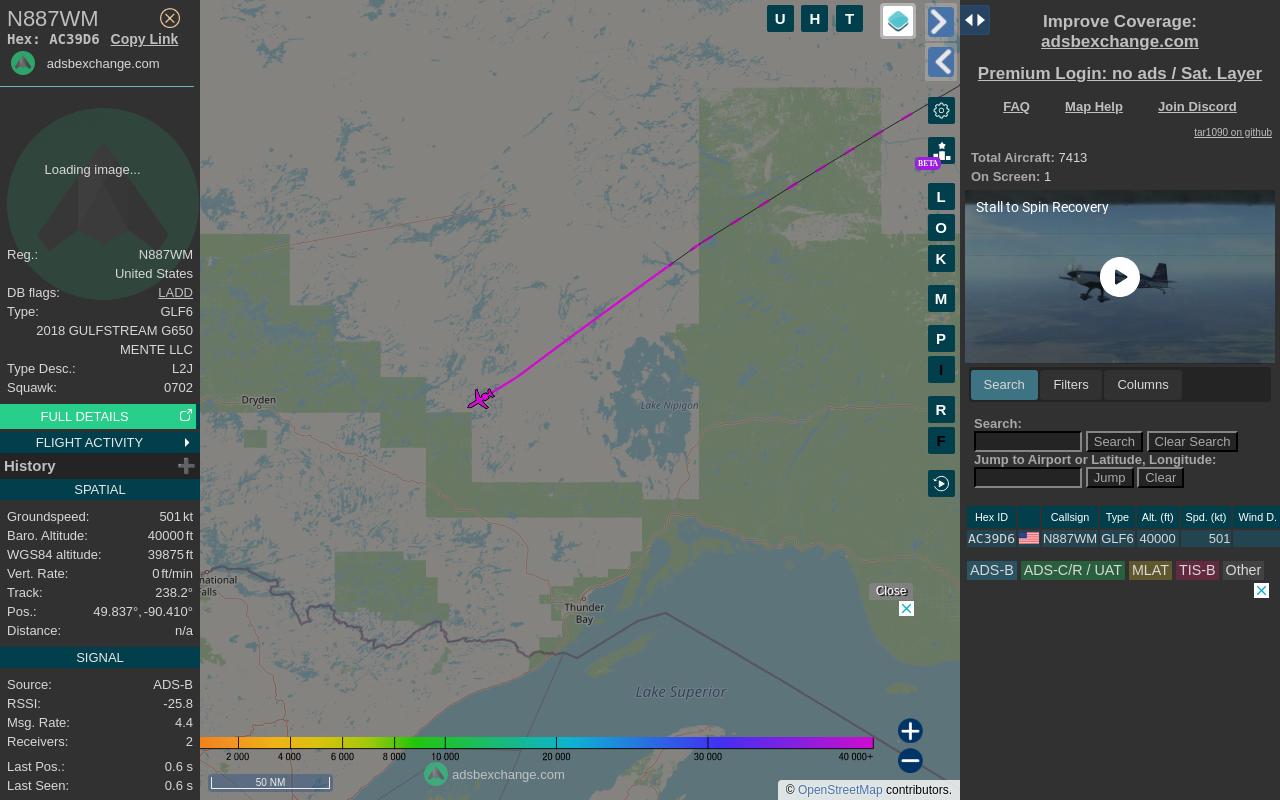 N887WM
Hex: AC39D6 Copy Link
adsbexchange.com
Loading image...
Reg.: N887WM
United States
DB flags: LADD
Type: GLF6
2018 GULFSTREAM G650
MENTE LLC
Type Desc.: L2J
Squawk: 0702
FULL DETAILS
FLIGHT ACTIVITY
History
SPATIAL
Groundspeed: 501 kt
Baro. Altitude: 40000 ft
WGS84 altitude: 39875 ft
Vert. Rate: 0 ft/min
Track: 238.2°
Pos.: 49.837°, -90.410°
Distance: n/a
SIGNAL
Source: ADS-B
RSSI: -25.8
Msg. Rate: 4.4
Receivers: 2
Last Pos.: 0.6 s
Last Seen: 0.6 s
U H T
BETA
L
O
K
M
P
I
R
F
Dryden
Lake Nipigon
national
Falls
Thunder
Bay
Lake Superior
Close
2 000 4 000 6 000 8 000 10 000 20 000 30 000 40 000+
50 NM
adsbexchange.com
© OpenStreetMap contributors.
Improve Coverage:
adsbexchange.com
Premium Login: no ads / Sat. Layer
FAQ Map Help Join Discord
tar1090 on github
Total Aircraft: 7413
On Screen: 1
Stall to Spin Recovery
Search Filters Columns
Search:
Search Clear Search
Jump to Airport or Latitude, Longitude:
Jump Clear
Hex ID Callsign Type Alt. (ft) Spd. (kt) Wind D.
AC39D6 N887WM GLF6 40000 501
ADS-B ADS-C/R / UAT MLAT TIS-B Other